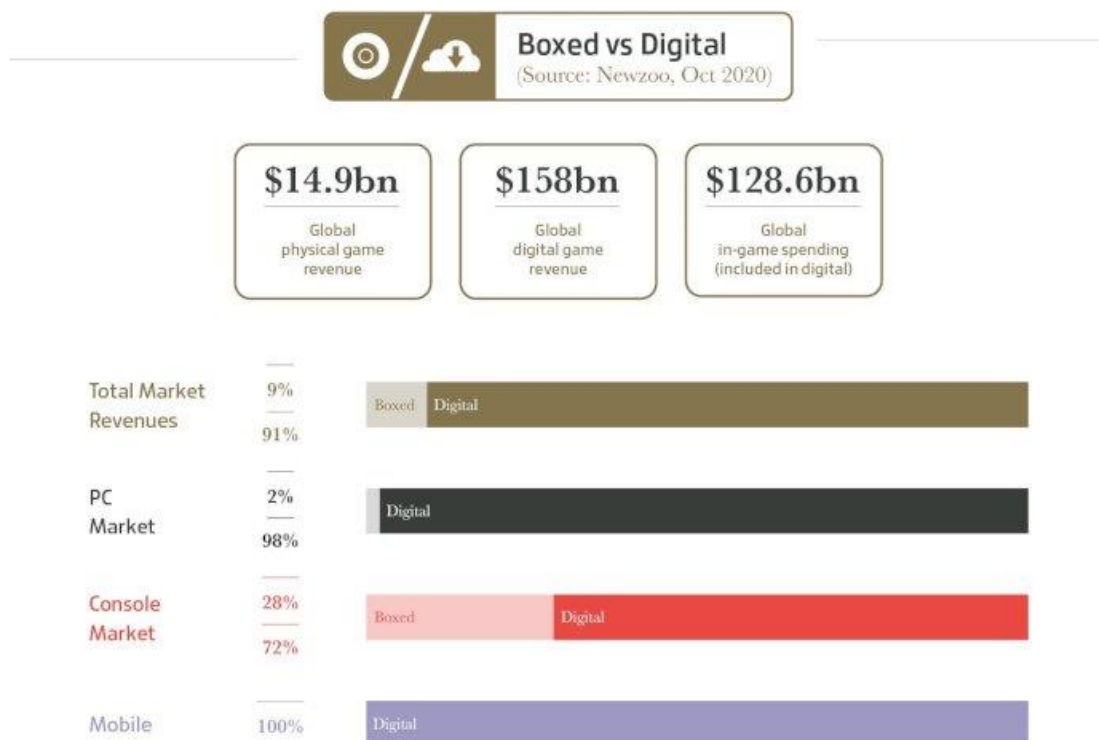 Boxed vs Digital
(Source: Newzoo, Oct 2020)
$14.9bn
Global
physical game
revenue
$158bn
Global
digital game
revenue
$128.6bn
Global
in-game spending
(included in digital)
Total Market
Revenues
9%
91%
Boxed Digital
PC
Market
2%
98%
Digital
Console
Market
28%
72%
Boxed Digital
Mobile
100%
Digital